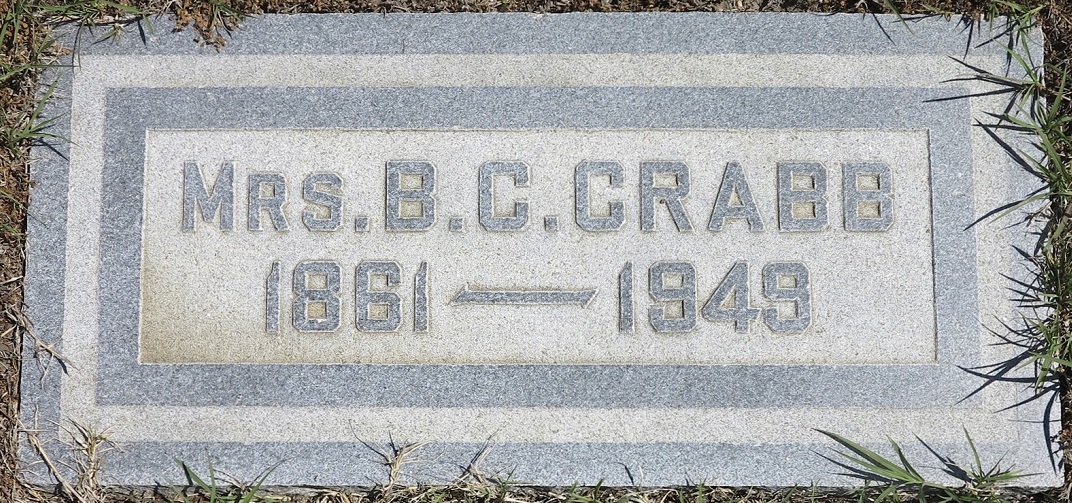 Mrs. B. C. CRABB
1861 — 1949